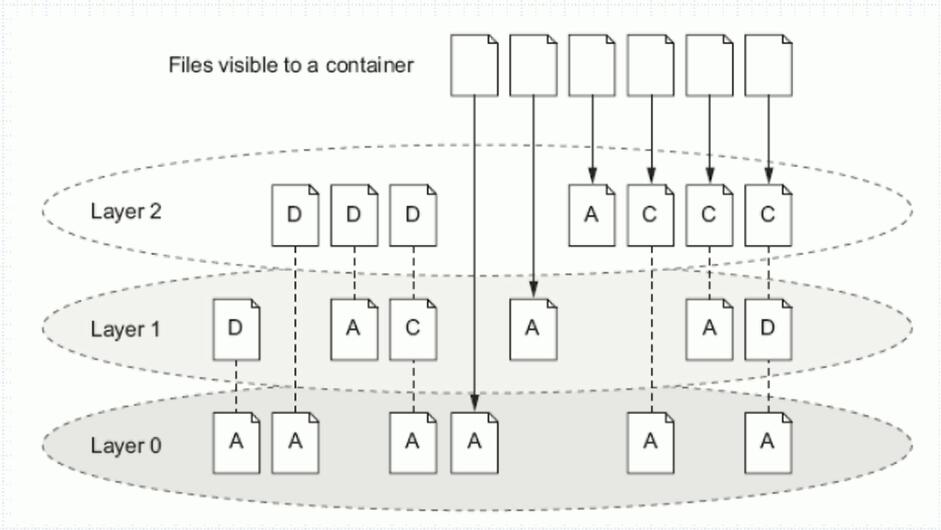 Files visible to a container
Layer 2 D D D A C C C
Layer 1 D A C A A D
Layer 0 A A A A A A